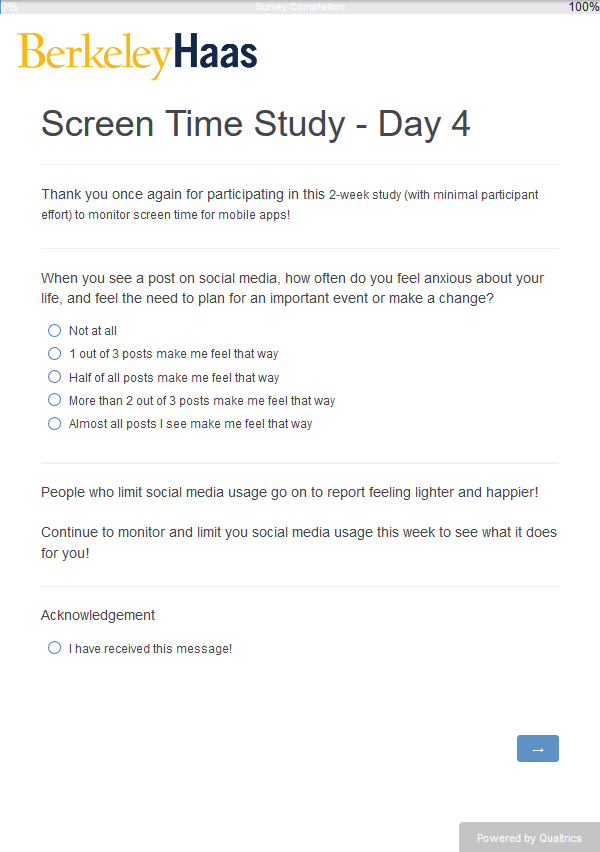 0% Survey Completion 100%
BerkeleyHaas
Screen Time Study - Day 4
Thank you once again for participating in this 2-week study (with minimal participant
effort) to monitor screen time for mobile apps!
When you see a post on social media, how often do you feel anxious about your
life, and feel the need to plan for an important event or make a change?
Not at all
1 out of 3 posts make me feel that way
Half of all posts make me feel that way
More than 2 out of 3 posts make me feel that way
Almost all posts I see make me feel that way
People who limit social media usage go on to report feeling lighter and happier!
Continue to monitor and limit you social media usage this week to see what it does
for you!
Acknowledgement
I have received this message!
→
Powered by Qualtrics